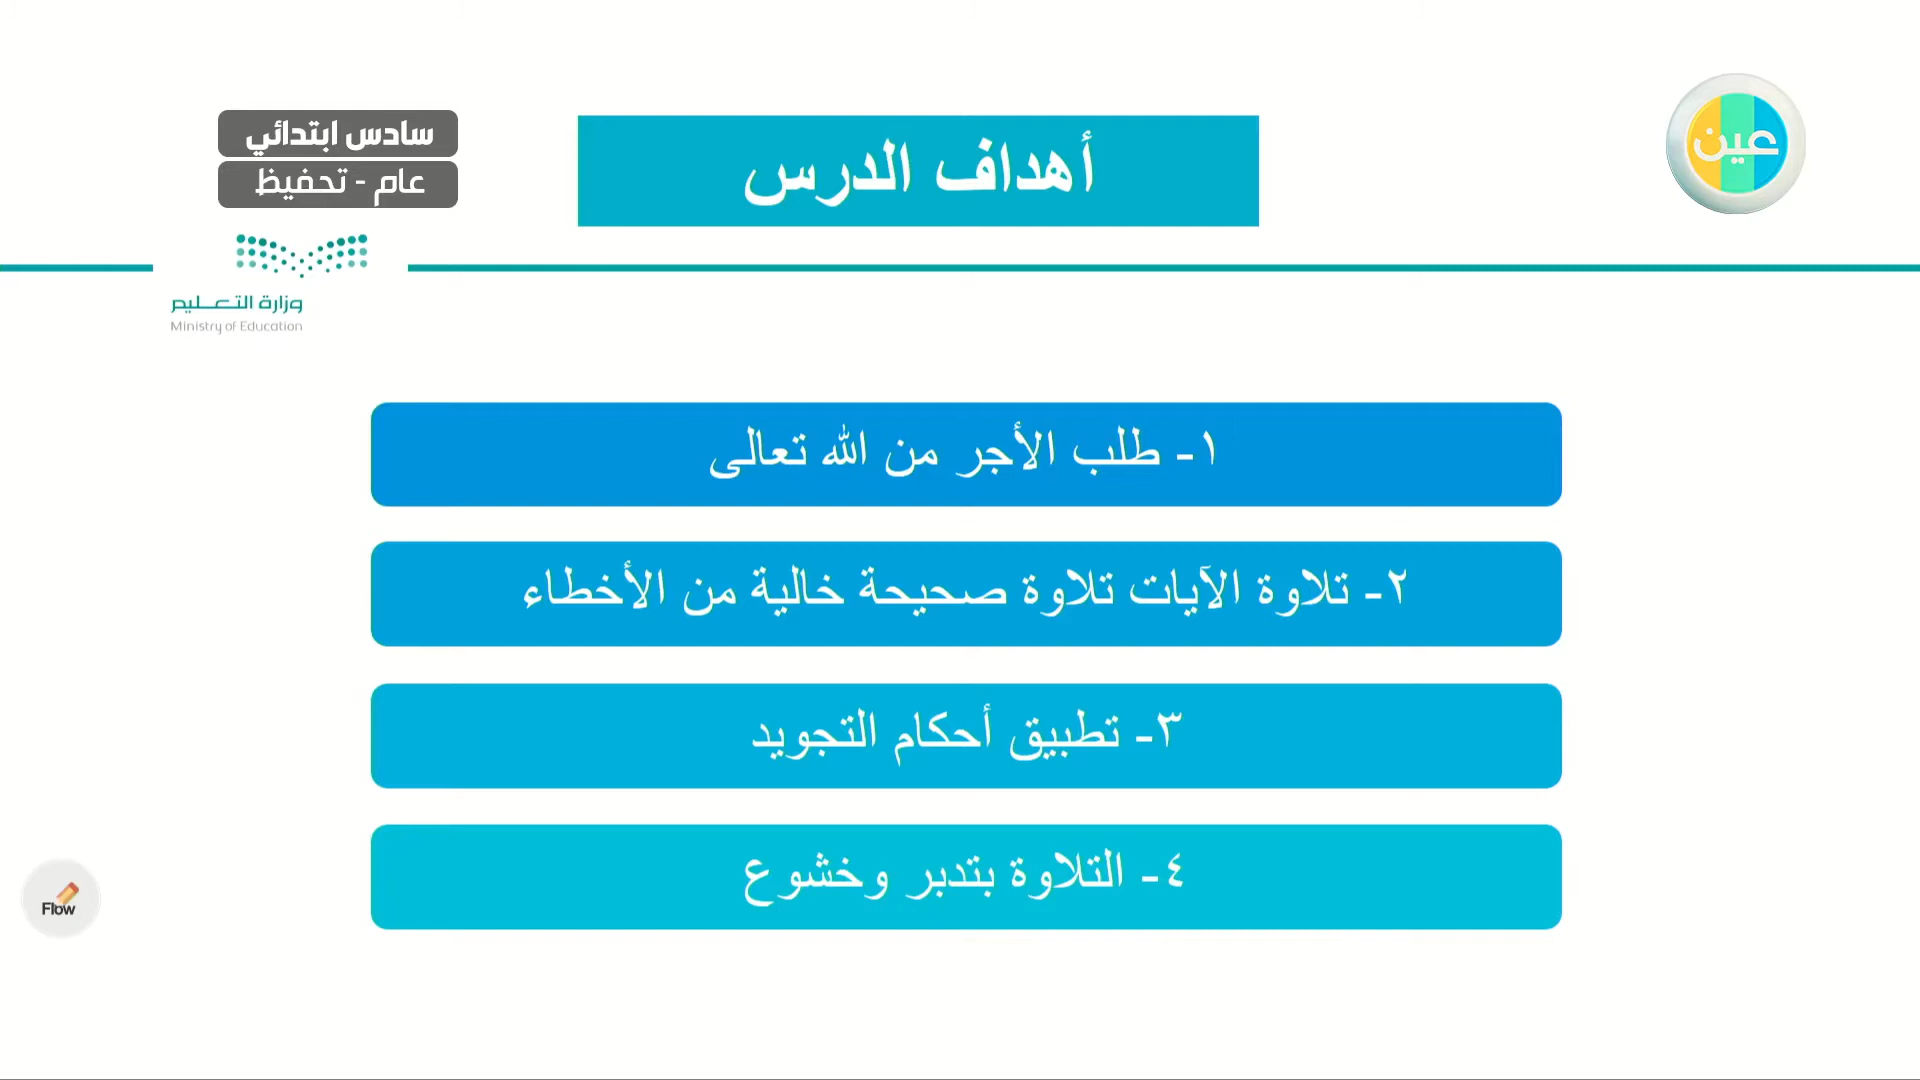 عين
أهداف الدرس
سادس ابتدائي
عام - تحفيظ
وزارة التعـــليم
Ministry of Education
١- طلب الأجر من الله تعالى
٢- تلاوة الآيات تلاوة صحيحة خالية من الأخطاء
٣- تطبيق أحكام التجويد
٤- التلاوة بتدبر وخشوع
Flow